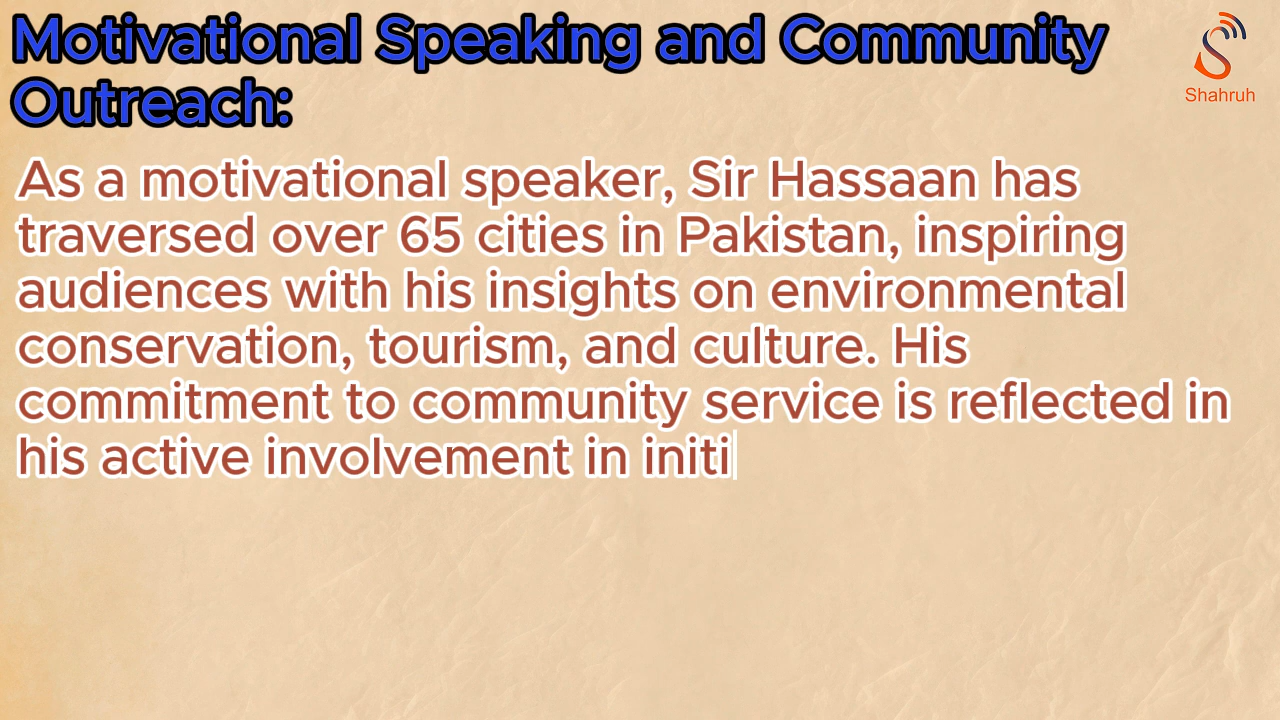 Motivational Speaking and Community
Outreach:
Shahruh
As a motivational speaker, Sir Hassaan has
traversed over 65 cities in Pakistan, inspiring
audiences with his insights on environmental
conservation, tourism, and culture. His
commitment to community service is reflected in
his active involvement in initi